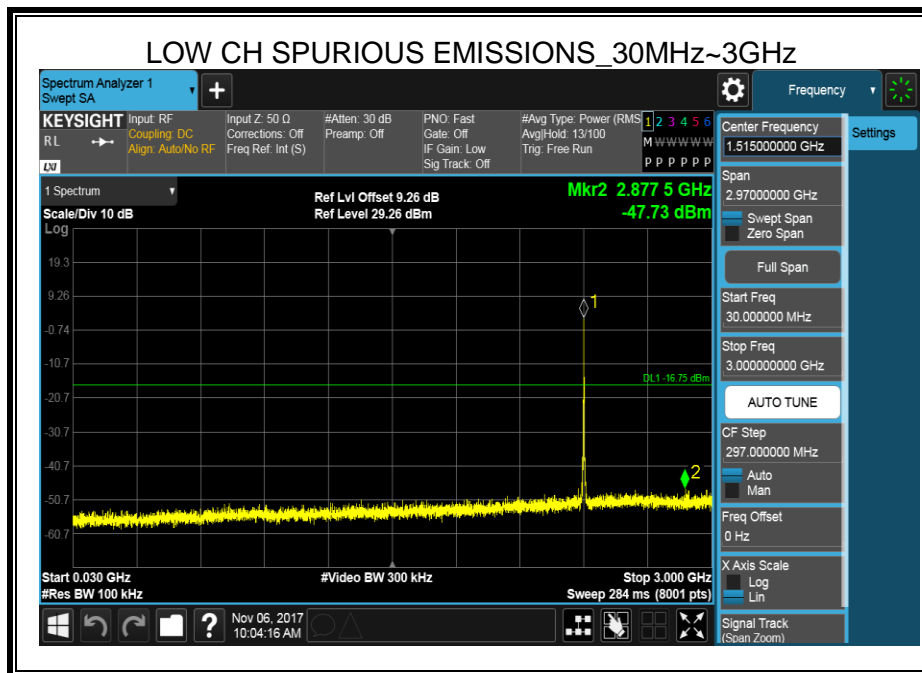 LOW CH SPURIOUS EMISSIONS_30MHz~3GHz
Spectrum Analyzer 1
Swept SA
+
Frequency
KEYSIGHT
RL
LXI
Input: RF
Coupling: DC
Align: Auto/No RF
Input Z: 50 Ω
Corrections: Off
Freq Ref: Int (S)
#Atten: 30 dB
Preamp: Off
PNO: Fast
Gate: Off
IF Gain: Low
Sig Track: Off
#Avg Type: Power (RMS
Avg|Hold: 13/100
Trig: Free Run
1 2 3 4 5 6
M W W W W W
P P P P P P
1 Spectrum
Scale/Div 10 dB
Log
Ref Lvl Offset 9.26 dB
Ref Level 29.26 dBm
Mkr2 2.877 5 GHz
-47.73 dBm
19.3
9.26
-0.74
-10.7
-20.7
-30.7
-40.7
-50.7
-60.7
1
DL1 -16.75 dBm
2
Start 0.030 GHz
#Res BW 100 kHz
#Video BW 300 kHz
Stop 3.000 GHz
Sweep 284 ms (8001 pts)
?
Nov 06, 2017
10:04:16 AM
Center Frequency
1.515000000 GHz
Span
2.97000000 GHz
Swept Span
Zero Span
Full Span
Start Freq
30.000000 MHz
Stop Freq
3.000000000 GHz
AUTO TUNE
CF Step
297.000000 MHz
Auto
Man
Freq Offset
0 Hz
X Axis Scale
Log
Lin
Signal Track
(Span Zoom)
Settings